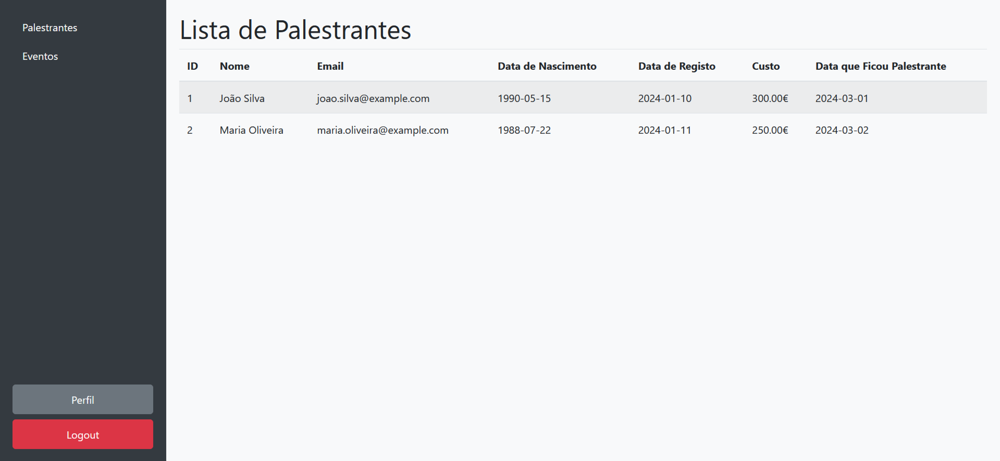 Palestrantes
Eventos
Perfil
Logout
Lista de Palestrantes
ID Nome Email Data de Nascimento Data de Registo Custo Data que Ficou Palestrante
1 João Silva joao.silva@example.com 1990-05-15 2024-01-10 300.00€ 2024-03-01
2 Maria Oliveira maria.oliveira@example.com 1988-07-22 2024-01-11 250.00€ 2024-03-02